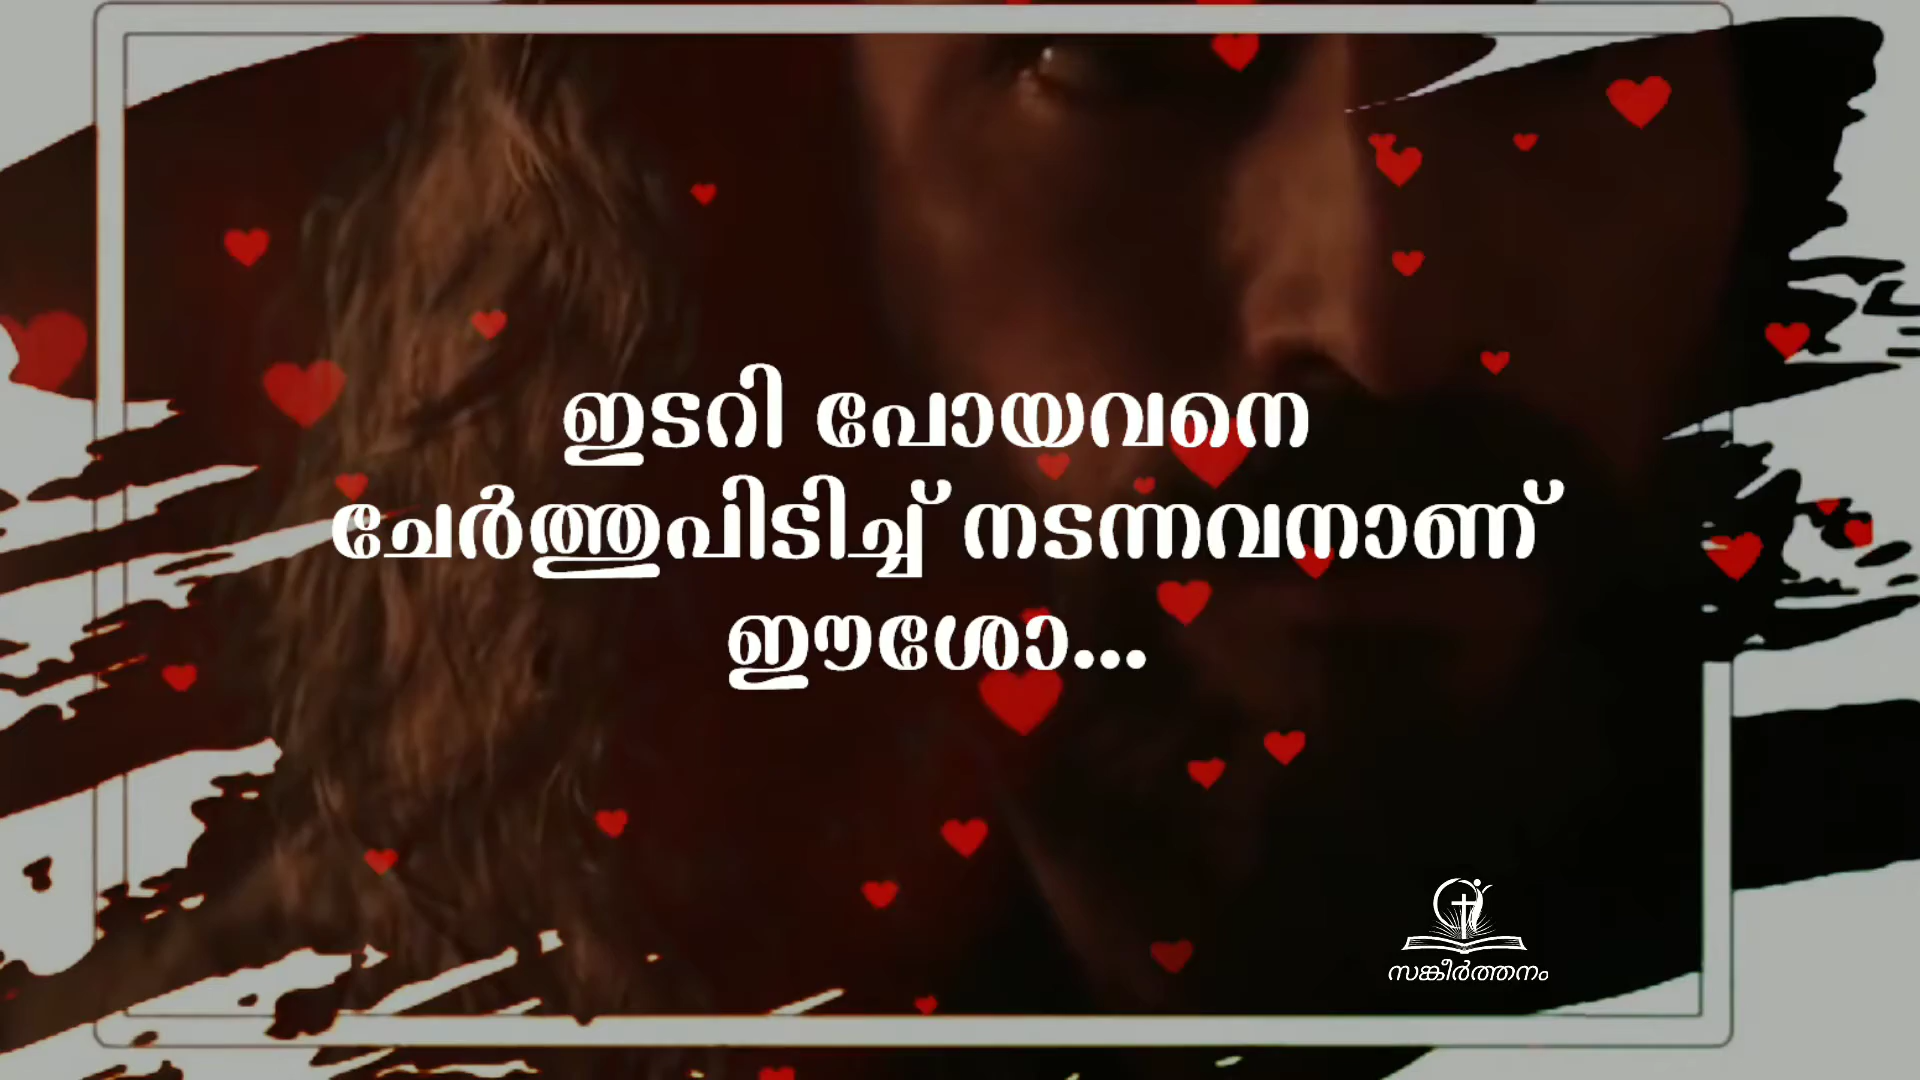 ഇടറി പോയവനെ
ചേർത്തുപിടിച്ച് നടന്നവനാണ്
ഈശോ...
സങ്കീർത്തനം